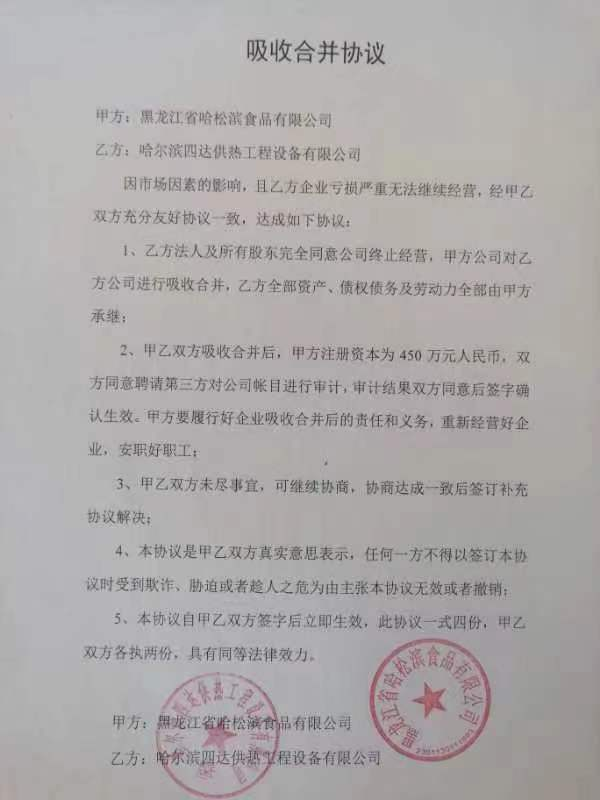 吸收合并协议
甲方：黑龙江省哈松滨食品有限公司
乙方：哈尔滨四达供热工程设备有限公司
因市场因素的影响，且乙方企业亏损严重无法继续经营，经甲乙
双方充分友好协议一致，达成如下协议：
1、乙方法人及所有股东完全同意公司终止经营，甲方公司对乙
方公司进行吸收合并，乙方全部资产、债权债务及劳动力全部由甲方
承继；
2、甲乙双方吸收合并后，甲方注册资本为 450 万元人民币，双
方同意聘请第三方对公司帐目进行审计，审计结果双方同意后签字确
认生效。甲方要履行好企业吸收合并后的责任和义务，重新经营好企
业，安职好职工；
3、甲乙双方未尽事宜，可继续协商，协商达成一致后签订补充
协议解决；
4、本协议是甲乙双方真实意思表示，任何一方不得以签订本协
议时受到欺诈、胁迫或者趁人之危为由主张本协议无效或者撤销；
5、本协议自甲乙双方签字后立即生效，此协议一式四份，甲乙
双方各执两份，具有同等法律效力。
黑龙江省哈松滨食品有限公司
甲方：黑龙江省哈松滨食品有限公司
乙方：哈尔滨四达供热工程设备有限公司